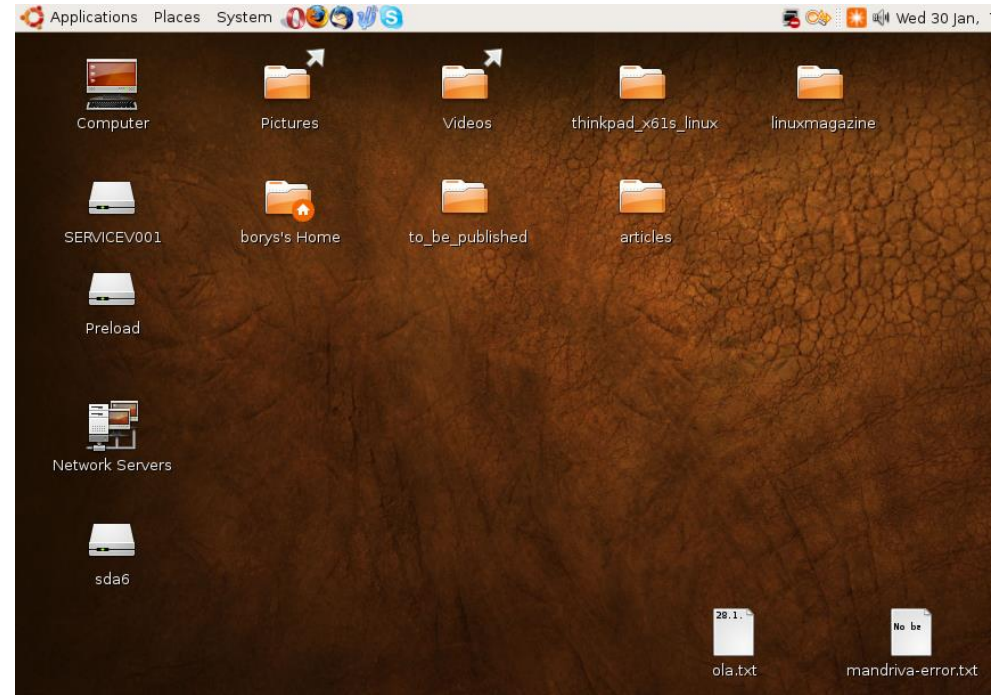 Applications Places System Wed 30 Jan,
Computer Pictures Videos thinkpad_x61s_linux linuxmagazine
SERVICEV001 borys's Home to_be_published articles
Preload
Network Servers
sda6
28.1.
No be
ola.txt mandriva-error.txt